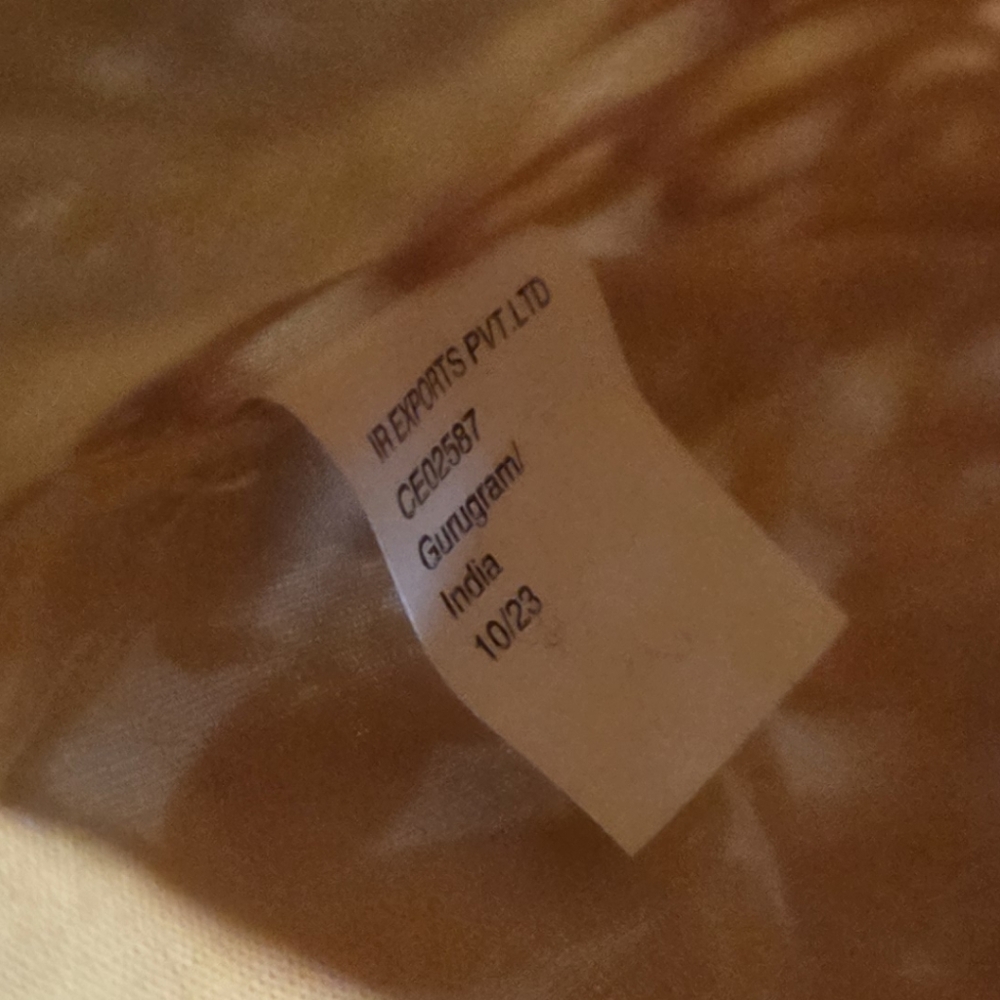 IR EXPORTS PVT.LTD
CE02587
Gurugram/
India
10/23